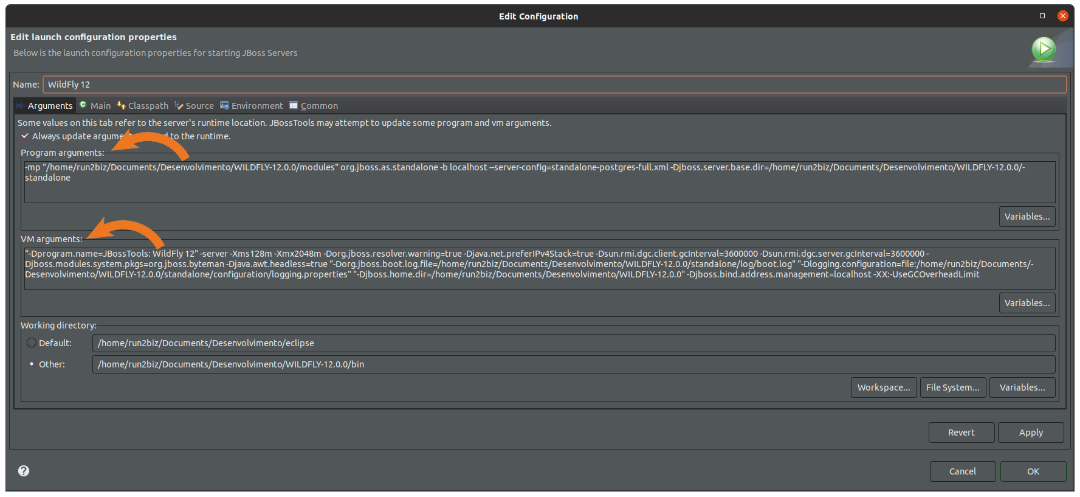 Edit Configuration
Edit launch configuration properties
Below is the launch configuration properties for starting JBoss Servers
Name: WildFly 12
Arguments Main Classpath Source Environment Common
Some values on this tab refer to the server's runtime location. JBossTools may attempt to update some program and vm arguments.
Always update argume d to the runtime.
Program arguments:
-mp "/home/run2biz/Documents/Desenvolvimento/WILDFLY-12.0.0/modules" org.jboss.as.standalone -b localhost --server-config=standalone-postgres-full.xml -Djboss.server.base.dir=/home/run2biz/Documents/Desenvolvimento/WILDFLY-12.0.0/-
standalone
Variables...
VM arguments:
"-Dprogram.name=JBossTools: WildFly 12" -server -Xms128m -Xmx2048m -Dorg.jboss.resolver.warning=true -Djava.net.preferIPv4Stack=true -Dsun.rmi.dgc.client.gcInterval=3600000 -Dsun.rmi.dgc.server.gcInterval=3600000 -
Djboss.modules.system.pkgs=org.jboss.byteman -Djava.awt.headless=true "-Dorg.jboss.boot.log.file=/home/run2biz/Documents/Desenvolvimento/WILDFLY-12.0.0/standalone/log/boot.log" "-Dlogging.configuration=file:/home/run2biz/Documents/-
Desenvolvimento/WILDFLY-12.0.0/standalone/configuration/logging.properties" "-Djboss.home.dir=/home/run2biz/Documents/Desenvolvimento/WILDFLY-12.0.0" -Djboss.bind.address.management=localhost -XX:-UseGCOverheadLimit
Variables...
Working directory:
Default: /home/run2biz/Documents/Desenvolvimento/eclipse
Other: /home/run2biz/Documents/Desenvolvimento/WILDFLY-12.0.0/bin
Workspace... File System... Variables...
Revert Apply
? Cancel OK